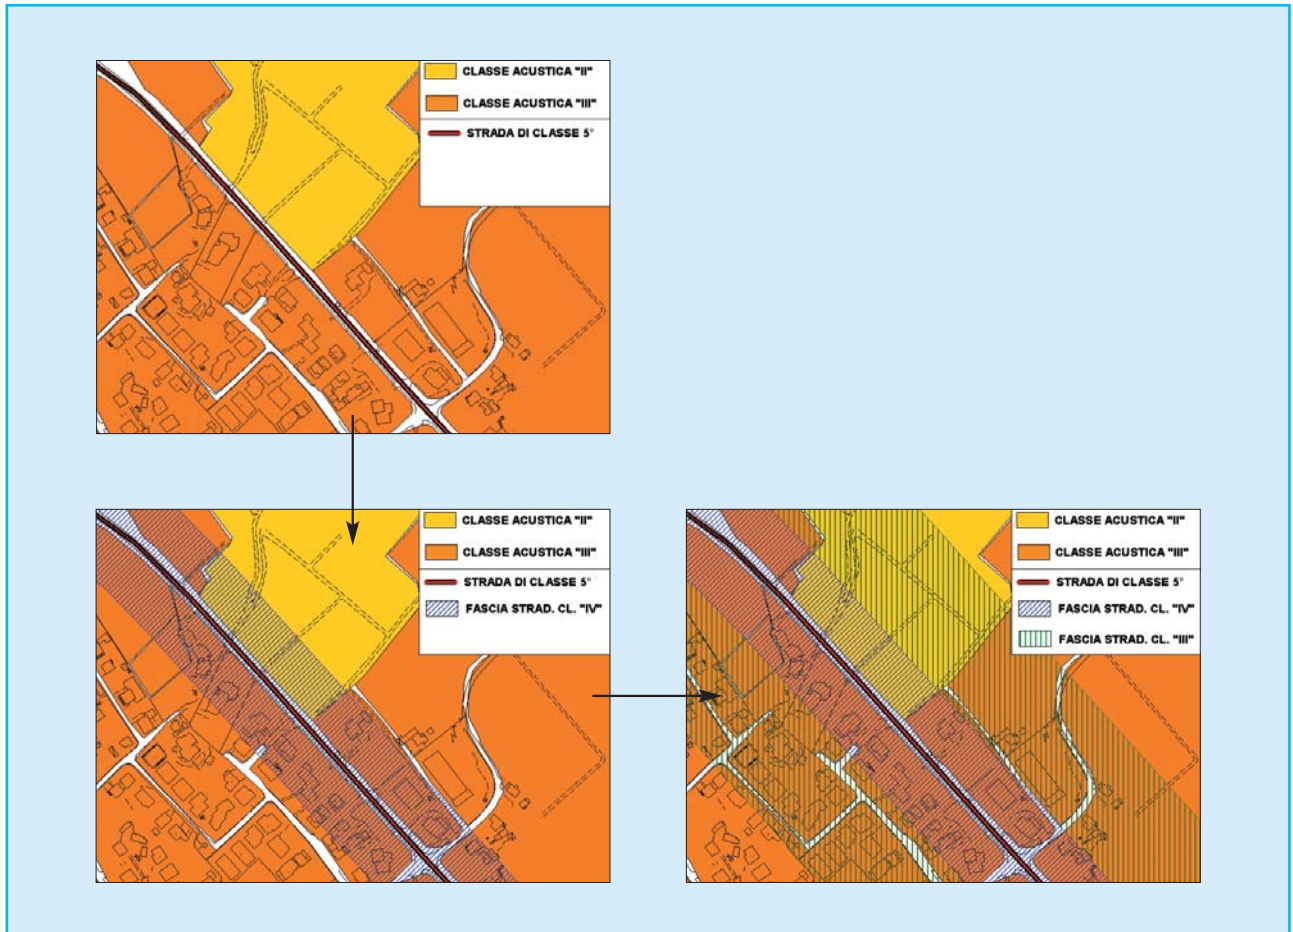 CLASSE ACUSTICA "II"
CLASSE ACUSTICA "III"
STRADA DI CLASSE 5°
CLASSE ACUSTICA "II"
CLASSE ACUSTICA "III"
STRADA DI CLASSE 5°
FASCIA STRAD. CL. "IV"
CLASSE ACUSTICA "II"
CLASSE ACUSTICA "III"
STRADA DI CLASSE 5°
FASCIA STRAD. CL. "IV"
FASCIA STRAD. CL. "III"